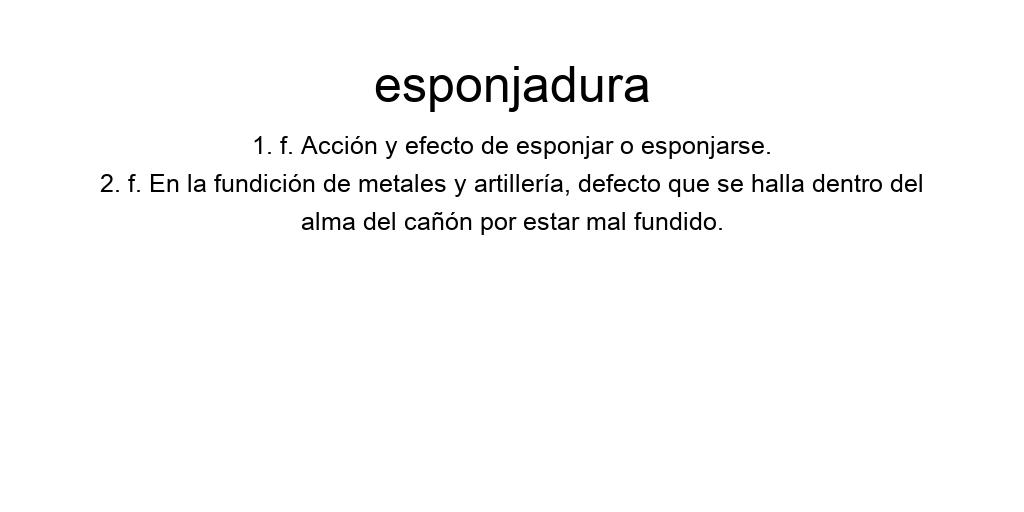 esponjadura
1. f. Acción y efecto de esponjar o esponjarse.
2. f. En la fundición de metales y artillería, defecto que se halla dentro del
alma del cañón por estar mal fundido.